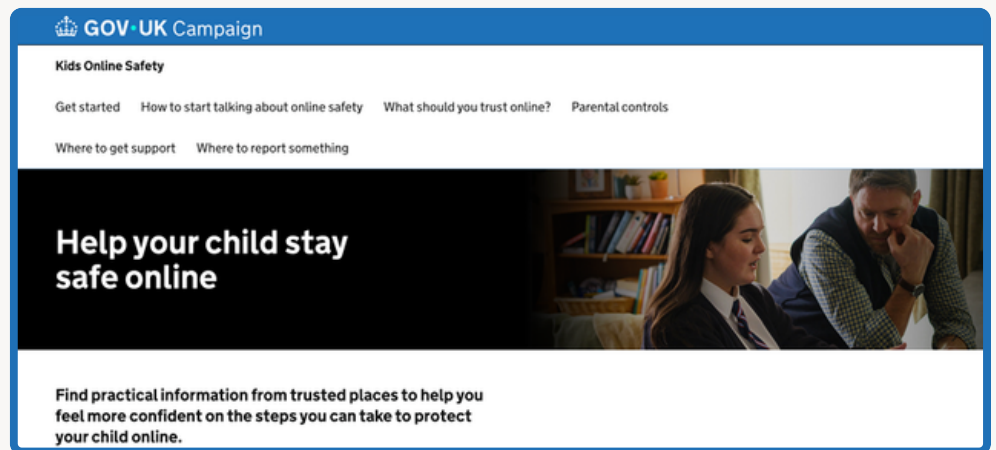 GOV·UK Campaign
Kids Online Safety
Get started How to start talking about online safety What should you trust online? Parental controls
Where to get support Where to report something
Help your child stay
safe online
Find practical information from trusted places to help you
feel more confident on the steps you can take to protect
your child online.